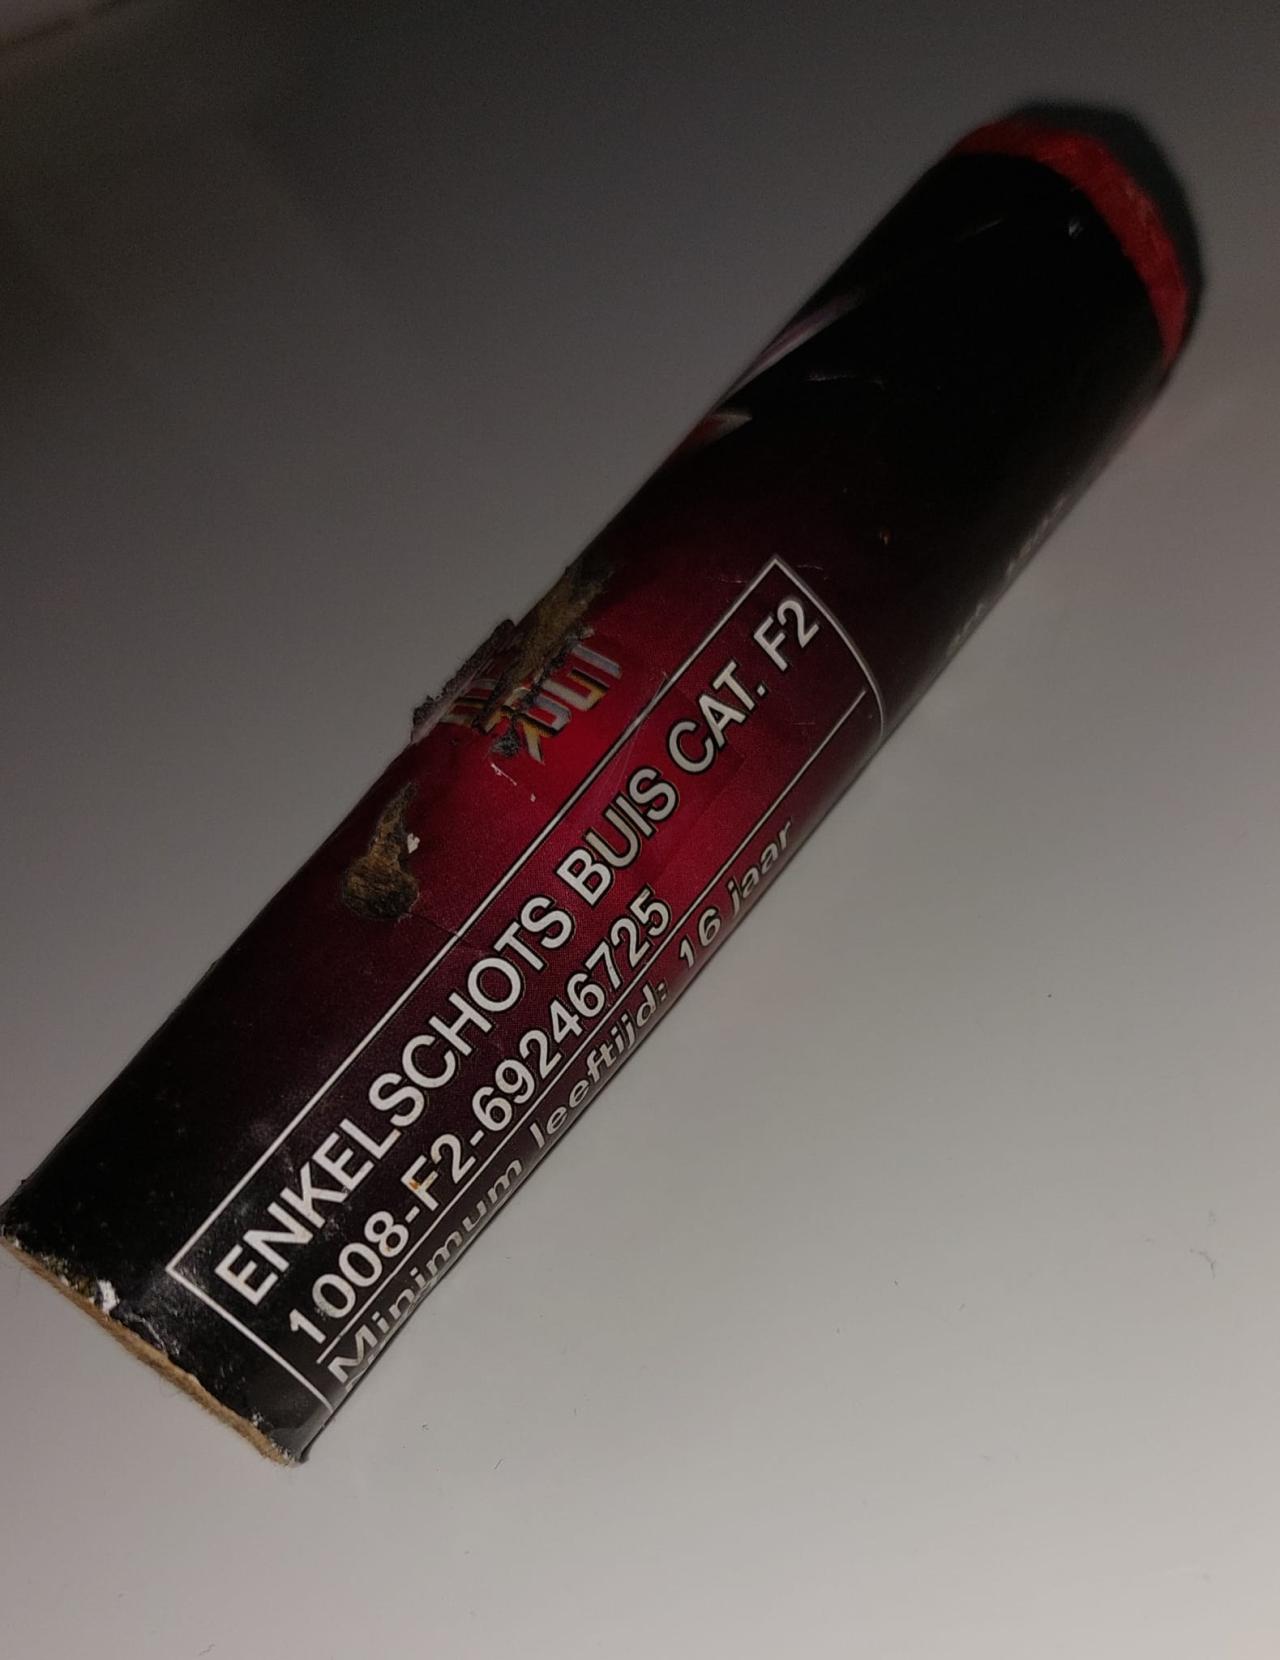 ENKELSCHOTS BUIS CAT. F2
1008-F2-69246725
Minimum leeftijd: 16 jaar